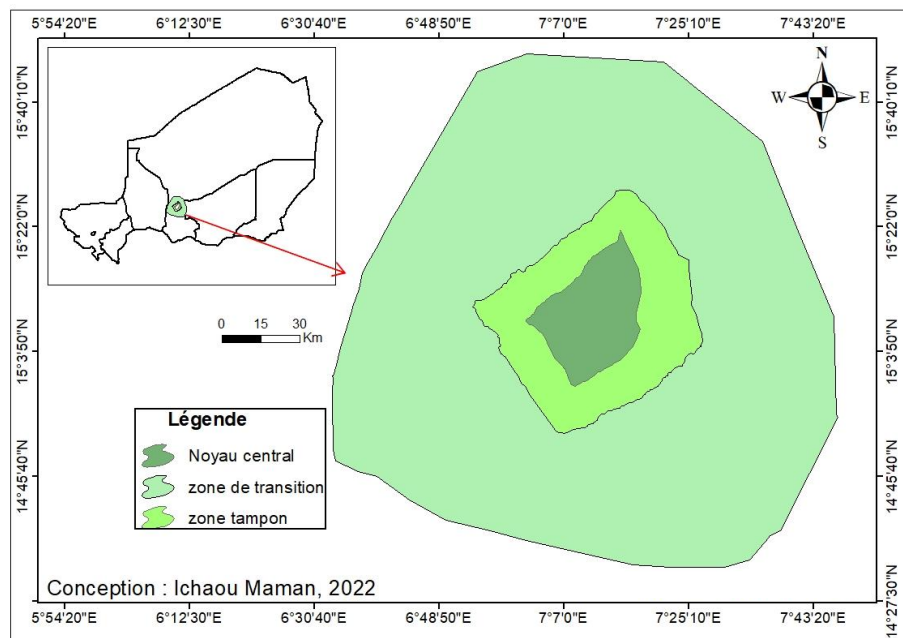 5°54'20"E 6°12'30"E 6°30'40"E 6°48'50"E 7°7'0"E 7°25'10"E 7°43'20"E
N
W E
S
15°40'10"N 15°40'10"N
15°22'0"N 15°22'0"N
0 15 30
Km
15°3'50"N 15°3'50"N
Légende
Noyau central
zone de transition
zone tampon
14°45'40"N 14°45'40"N
Conception : Ichaou Maman, 2022
14°27'30"N
5°54'20"E 6°12'30"E 6°30'40"E 6°48'50"E 7°7'0"E 7°25'10"E 7°43'20"E